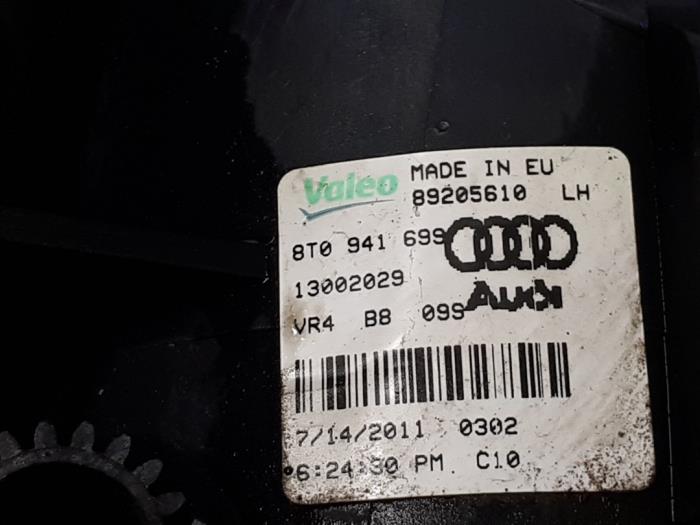 Valeo MADE IN EU
89205610 LH
8T0 941 699
13002029
Audi
VR4 B8 099
7/14/2011 0302
6:24:30 PM C10